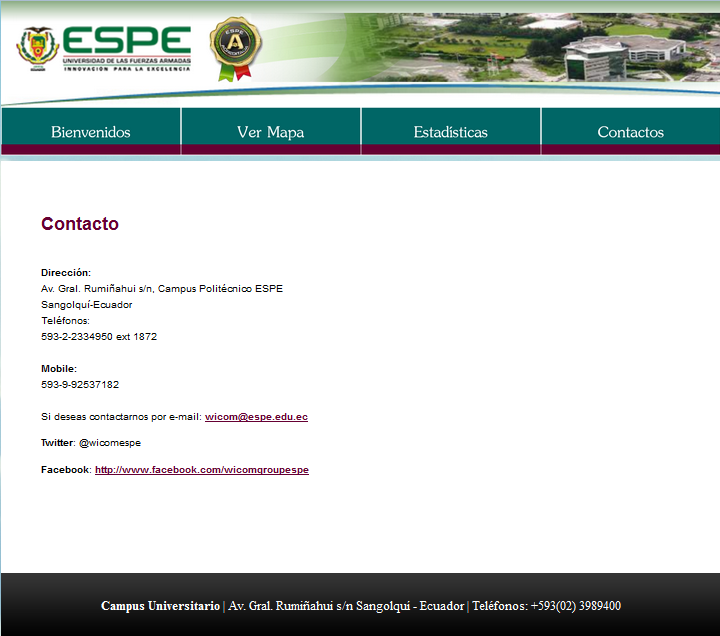 ESPE
UNIVERSIDAD DE LAS FUERZAS ARMADAS
INNOVACIÓN PARA LA EXCELENCIA
A
Bienvenidos
Ver Mapa
Estadísticas
Contactos
Contacto
Dirección:
Av. Gral. Rumiñahui s/n, Campus Politécnico ESPE
Sangolquí-Ecuador
Teléfonos:
593-2-2334950 ext 1872
Mobile:
593-9-92537182
Si deseas contactarnos por e-mail: wicom@espe.edu.ec
Twitter: @wicomespe
Facebook: http://www.facebook.com/wicomgroupespe
Campus Universitario | Av. Gral. Rumiñahui s/n Sangolquí - Ecuador | Teléfonos: +593(02) 3989400